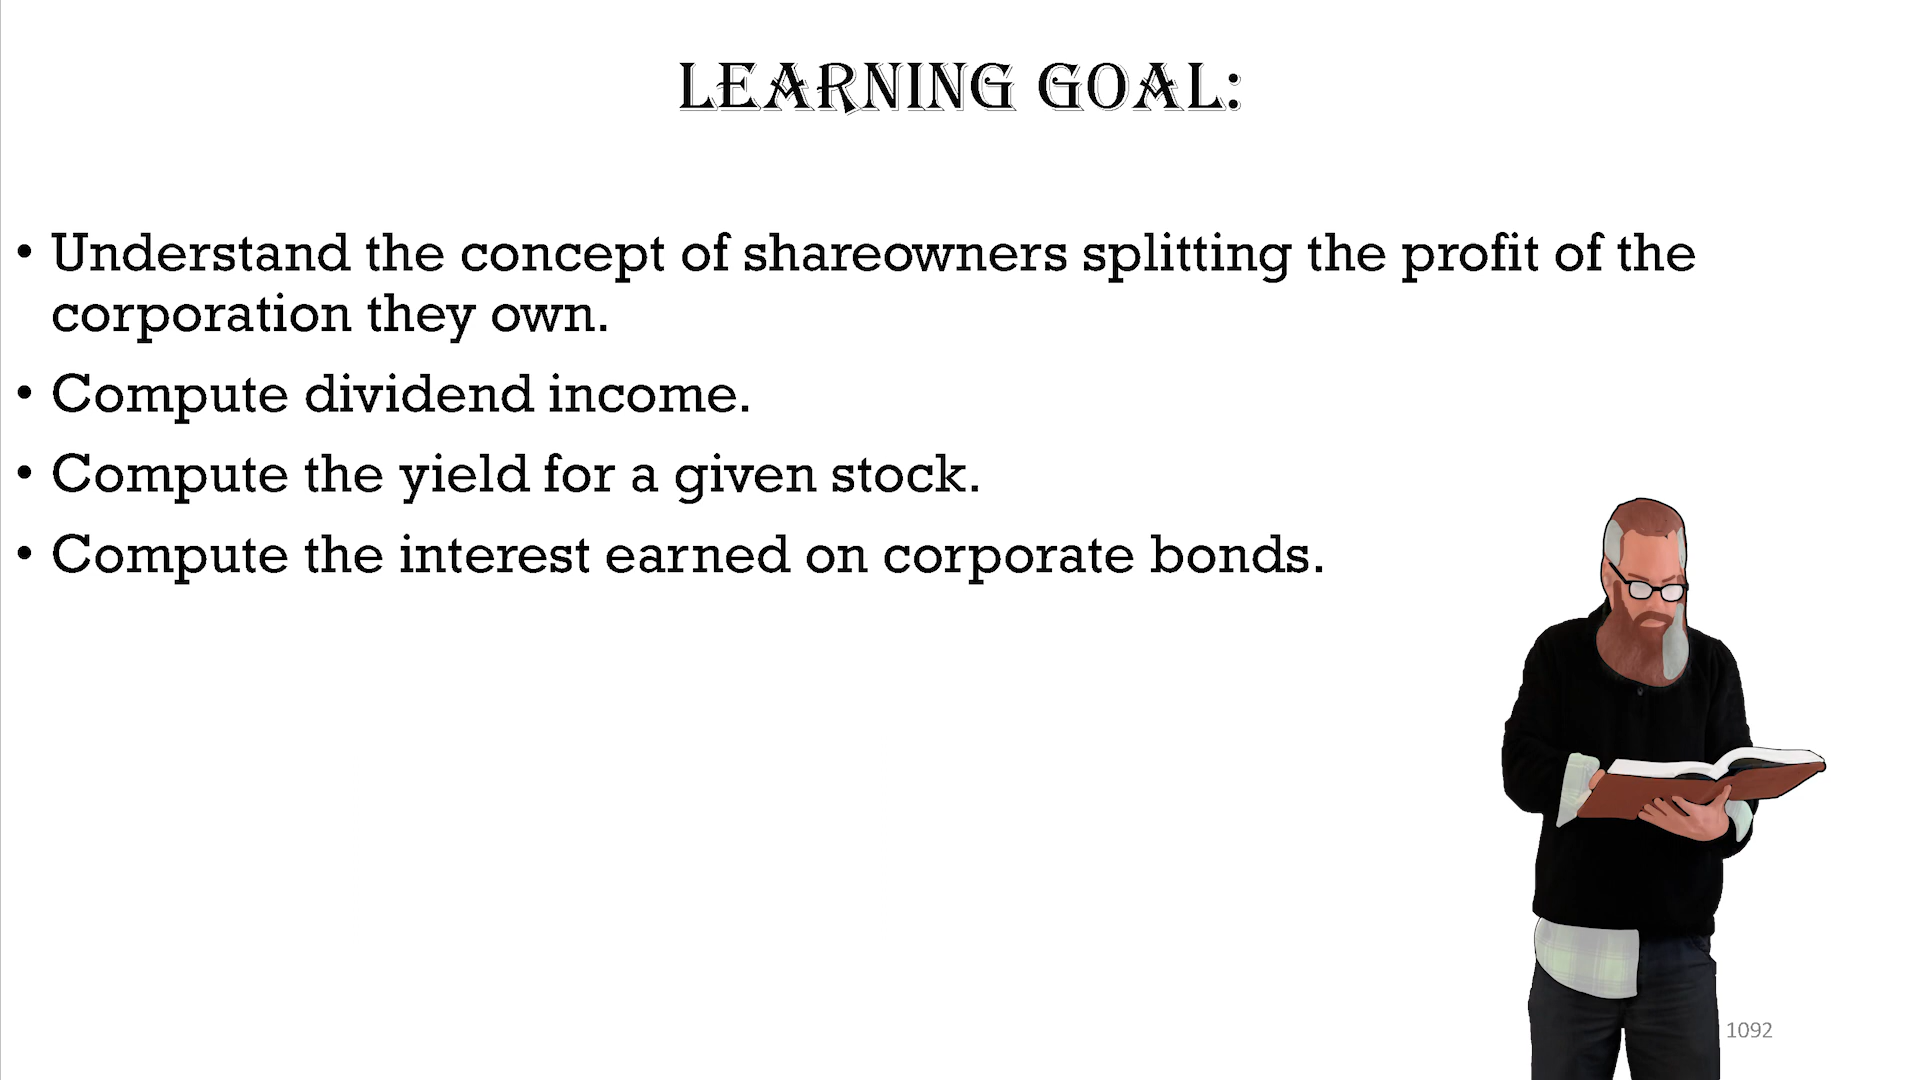 LEARNING GOAL:
• Understand the concept of shareowners splitting the profit of the
corporation they own.
• Compute dividend income.
• Compute the yield for a given stock.
• Compute the interest earned on corporate bonds.
1092